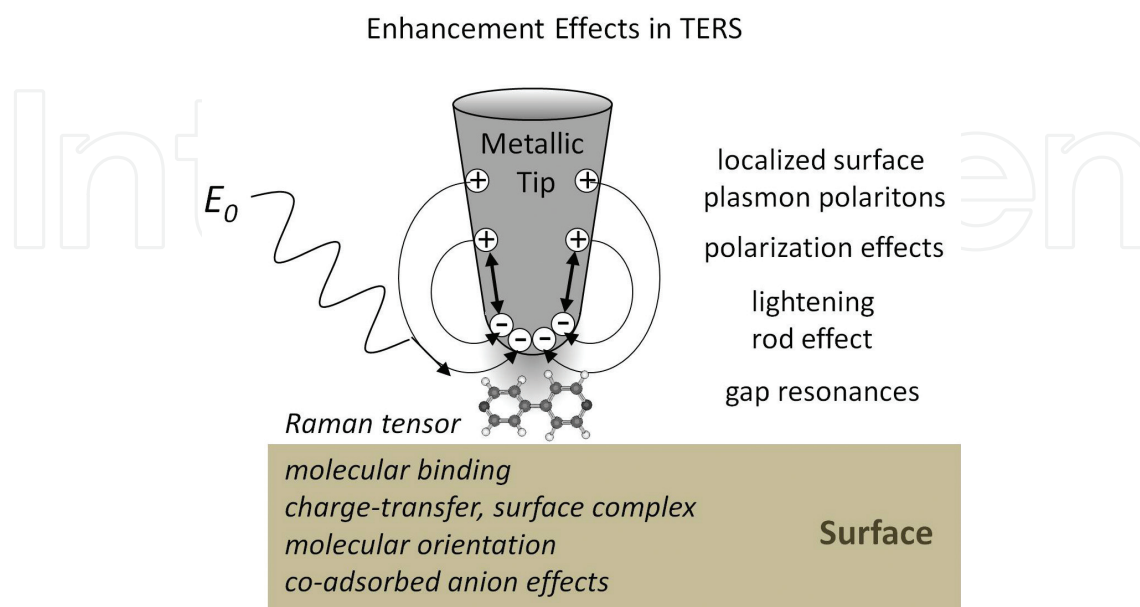 Enhancement Effects in TERS
Inten
Metallic
Tip
+ +
+ +
- -
- -
E0
localized surface
plasmon polaritons
polarization effects
lightening
rod effect
gap resonances
Raman tensor
molecular binding
charge-transfer, surface complex
molecular orientation
co-adsorbed anion effects
Surface